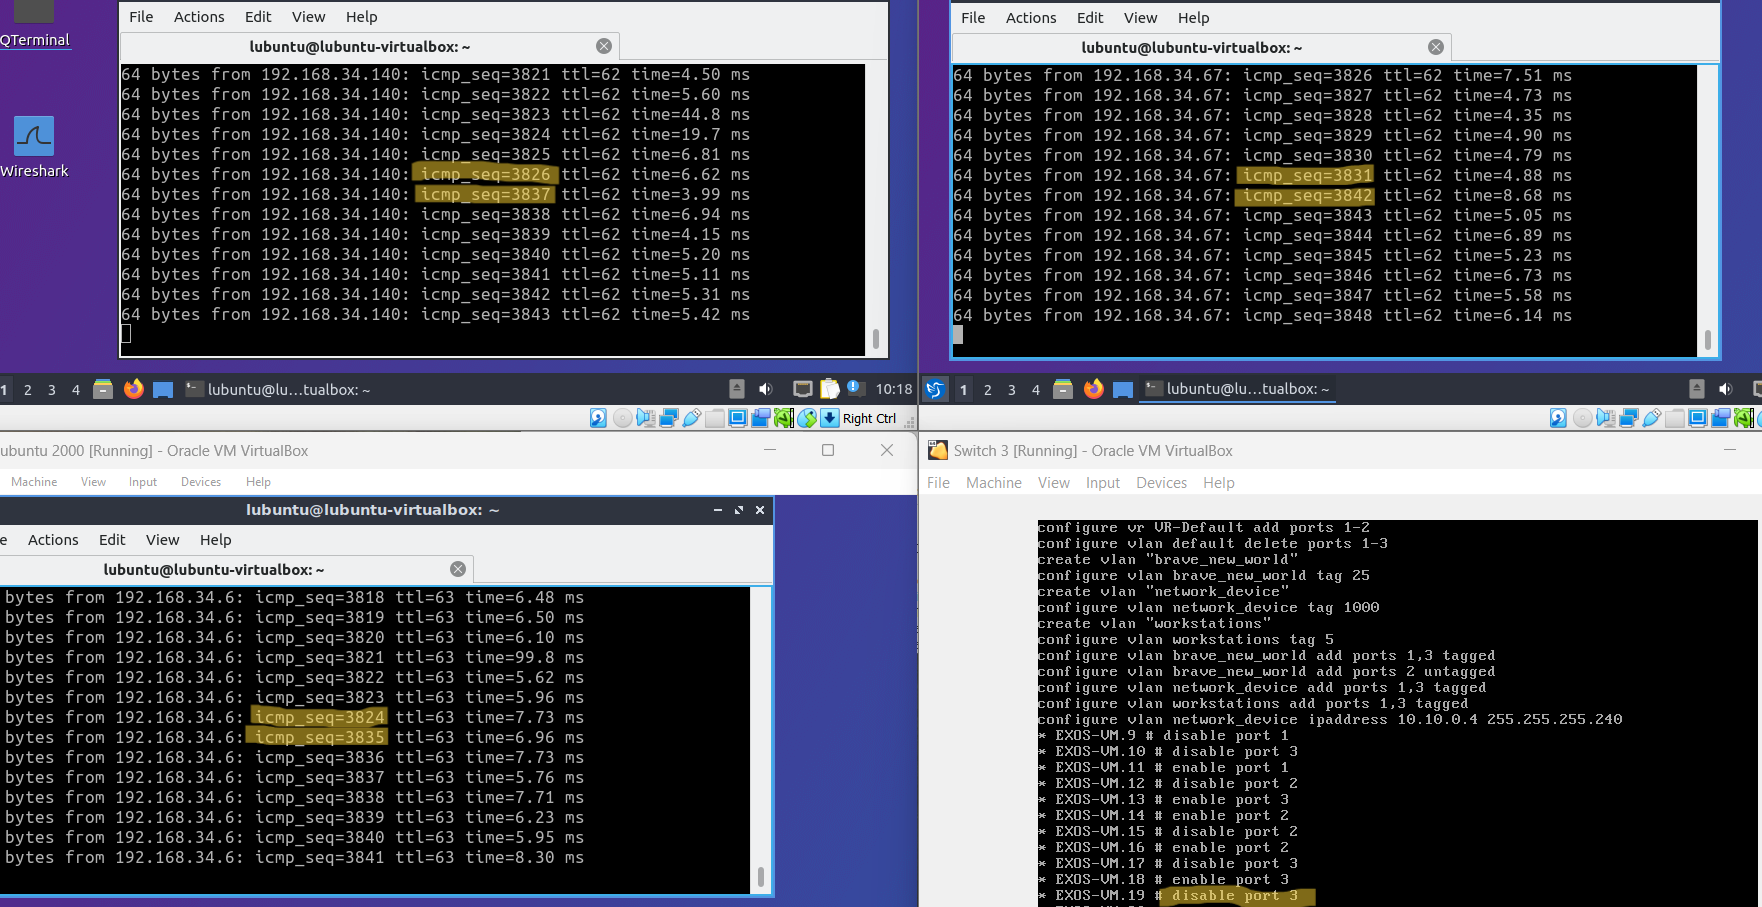 QTerminal
Wireshark
File Actions Edit View Help
lubuntu@lubuntu-virtualbox: ~
64 bytes from 192.168.34.140: icmp_seq=3821 ttl=62 time=4.50 ms
64 bytes from 192.168.34.140: icmp_seq=3822 ttl=62 time=5.60 ms
64 bytes from 192.168.34.140: icmp_seq=3823 ttl=62 time=44.8 ms
64 bytes from 192.168.34.140: icmp_seq=3824 ttl=62 time=19.7 ms
64 bytes from 192.168.34.140: icmp_seq=3825 ttl=62 time=6.81 ms
64 bytes from 192.168.34.140: icmp_seq=3826 ttl=62 time=6.62 ms
64 bytes from 192.168.34.140: icmp_seq=3837 ttl=62 time=3.99 ms
64 bytes from 192.168.34.140: icmp_seq=3838 ttl=62 time=6.94 ms
64 bytes from 192.168.34.140: icmp_seq=3839 ttl=62 time=4.15 ms
64 bytes from 192.168.34.140: icmp_seq=3840 ttl=62 time=5.20 ms
64 bytes from 192.168.34.140: icmp_seq=3841 ttl=62 time=5.11 ms
64 bytes from 192.168.34.140: icmp_seq=3842 ttl=62 time=5.31 ms
64 bytes from 192.168.34.140: icmp_seq=3843 ttl=62 time=5.42 ms
1 2 3 4 lubuntu@lu...tualbox: ~ 10:18
Right Ctrl
File Actions Edit View Help
lubuntu@lubuntu-virtualbox: ~
64 bytes from 192.168.34.67: icmp_seq=3826 ttl=62 time=7.51 ms
64 bytes from 192.168.34.67: icmp_seq=3827 ttl=62 time=4.73 ms
64 bytes from 192.168.34.67: icmp_seq=3828 ttl=62 time=4.35 ms
64 bytes from 192.168.34.67: icmp_seq=3829 ttl=62 time=4.90 ms
64 bytes from 192.168.34.67: icmp_seq=3830 ttl=62 time=4.79 ms
64 bytes from 192.168.34.67: icmp_seq=3831 ttl=62 time=4.88 ms
64 bytes from 192.168.34.67: icmp_seq=3842 ttl=62 time=8.68 ms
64 bytes from 192.168.34.67: icmp_seq=3843 ttl=62 time=5.05 ms
64 bytes from 192.168.34.67: icmp_seq=3844 ttl=62 time=6.89 ms
64 bytes from 192.168.34.67: icmp_seq=3845 ttl=62 time=5.23 ms
64 bytes from 192.168.34.67: icmp_seq=3846 ttl=62 time=6.73 ms
64 bytes from 192.168.34.67: icmp_seq=3847 ttl=62 time=5.58 ms
64 bytes from 192.168.34.67: icmp_seq=3848 ttl=62 time=6.14 ms
1 2 3 4 lubuntu@lu...tualbox: ~
ubuntu 2000 [Running] - Oracle VM VirtualBox
Machine View Input Devices Help
lubuntu@lubuntu-virtualbox: ~
e Actions Edit View Help
lubuntu@lubuntu-virtualbox: ~
bytes from 192.168.34.6: icmp_seq=3818 ttl=63 time=6.48 ms
bytes from 192.168.34.6: icmp_seq=3819 ttl=63 time=6.50 ms
bytes from 192.168.34.6: icmp_seq=3820 ttl=63 time=6.10 ms
bytes from 192.168.34.6: icmp_seq=3821 ttl=63 time=99.8 ms
bytes from 192.168.34.6: icmp_seq=3822 ttl=63 time=5.62 ms
bytes from 192.168.34.6: icmp_seq=3823 ttl=63 time=5.96 ms
bytes from 192.168.34.6: icmp_seq=3824 ttl=63 time=7.73 ms
bytes from 192.168.34.6: icmp_seq=3835 ttl=63 time=6.96 ms
bytes from 192.168.34.6: icmp_seq=3836 ttl=63 time=7.73 ms
bytes from 192.168.34.6: icmp_seq=3837 ttl=63 time=5.76 ms
bytes from 192.168.34.6: icmp_seq=3838 ttl=63 time=7.71 ms
bytes from 192.168.34.6: icmp_seq=3839 ttl=63 time=6.23 ms
bytes from 192.168.34.6: icmp_seq=3840 ttl=63 time=5.95 ms
bytes from 192.168.34.6: icmp_seq=3841 ttl=63 time=8.30 ms
Switch 3 [Running] - Oracle VM VirtualBox
File Machine View Input Devices Help
configure vr VR-Default add ports 1-2
configure vlan default delete ports 1-3
create vlan "brave_new_world"
configure vlan brave_new_world tag 25
create vlan "network_device"
configure vlan network_device tag 1000
create vlan "workstations"
configure vlan workstations tag 5
configure vlan brave_new_world add ports 1,3 tagged
configure vlan brave_new_world add ports 2 untagged
configure vlan network_device add ports 1,3 tagged
configure vlan workstations add ports 1,3 tagged
configure vlan network_device ipaddress 10.10.0.4 255.255.255.240
* EXOS-VM.9 # disable port 1
* EXOS-VM.10 # disable port 3
* EXOS-VM.11 # enable port 1
* EXOS-VM.12 # disable port 2
* EXOS-VM.13 # enable port 3
* EXOS-VM.14 # enable port 2
* EXOS-VM.15 # disable port 2
* EXOS-VM.16 # enable port 2
* EXOS-VM.17 # disable port 3
* EXOS-VM.18 # enable port 3
* EXOS-VM.19 # disable port 3